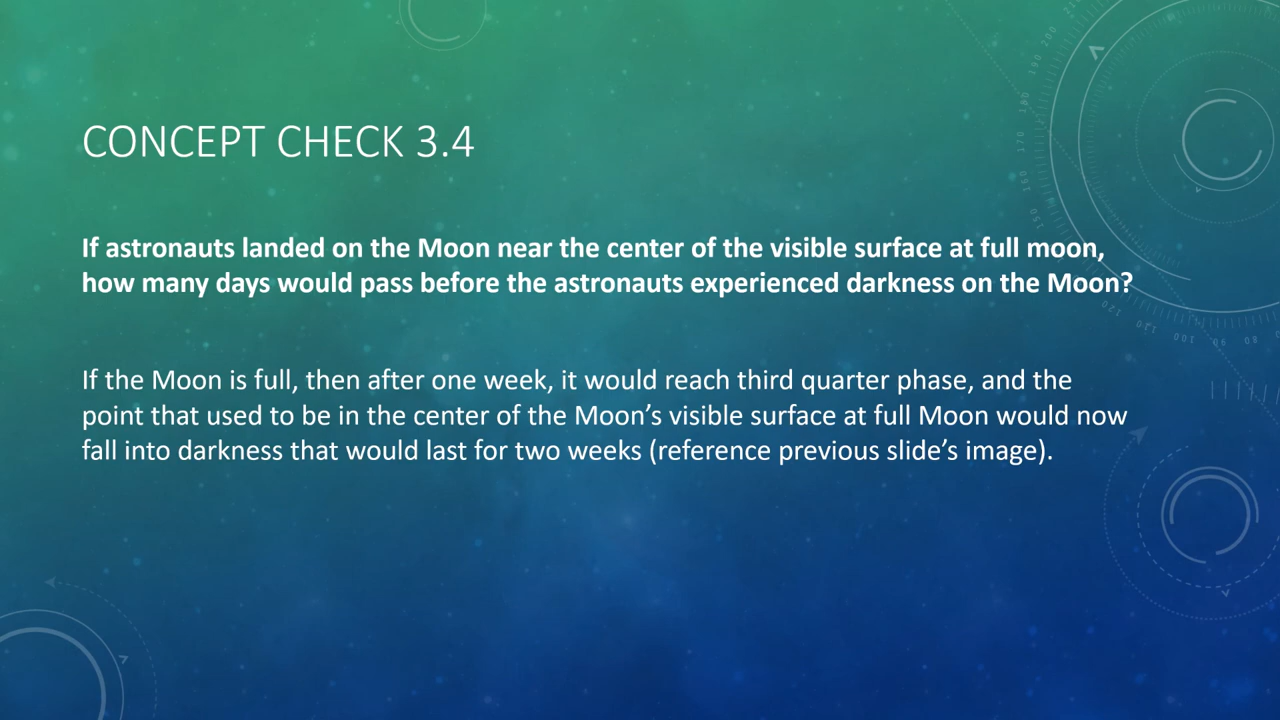 CONCEPT CHECK 3.4
If astronauts landed on the Moon near the center of the visible surface at full moon,
how many days would pass before the astronauts experienced darkness on the Moon?
If the Moon is full, then after one week, it would reach third quarter phase, and the
point that used to be in the center of the Moon’s visible surface at full Moon would now
fall into darkness that would last for two weeks (reference previous slide’s image).